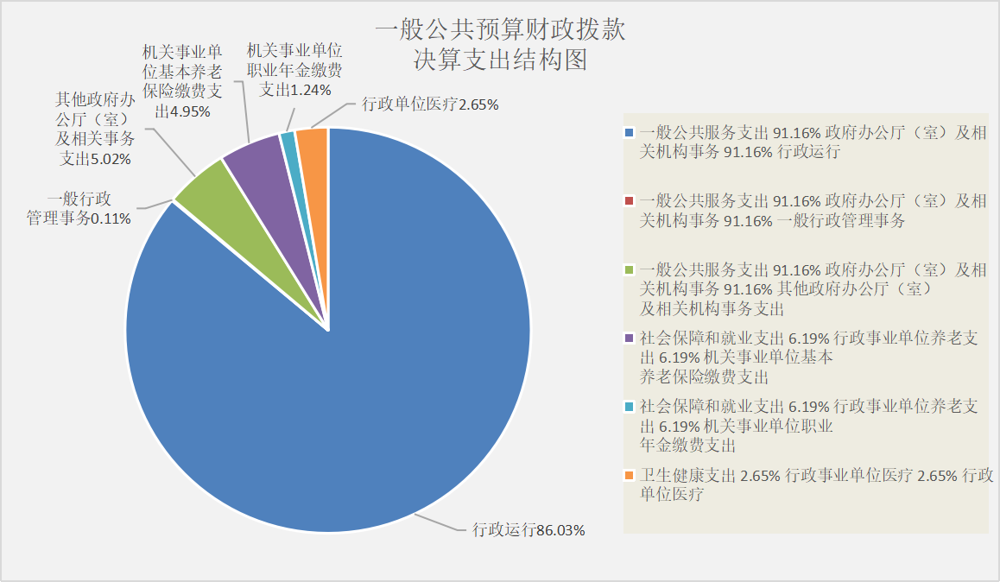 一般公共预算财政拨款
决算支出结构图
机关事业单
位基本养老
保险缴费支
出4.95%
机关事业单位
职业年金缴费
支出1.24%
行政单位医疗2.65%
其他政府办
公厅（室）
及相关事务
支出5.02%
一般行政
管理事务0.11%
行政运行86.03%
一般公共服务支出 91.16% 政府办公厅（室）及相
关机构事务 91.16% 行政运行
一般公共服务支出 91.16% 政府办公厅（室）及相
关机构事务 91.16% 一般行政管理事务
一般公共服务支出 91.16% 政府办公厅（室）及相
关机构事务 91.16% 其他政府办公厅（室）
及相关机构事务支出
社会保障和就业支出 6.19% 行政事业单位养老支
出 6.19% 机关事业单位基本
养老保险缴费支出
社会保障和就业支出 6.19% 行政事业单位养老支
出 6.19% 机关事业单位职业
年金缴费支出
卫生健康支出 2.65% 行政事业单位医疗 2.65% 行政
单位医疗